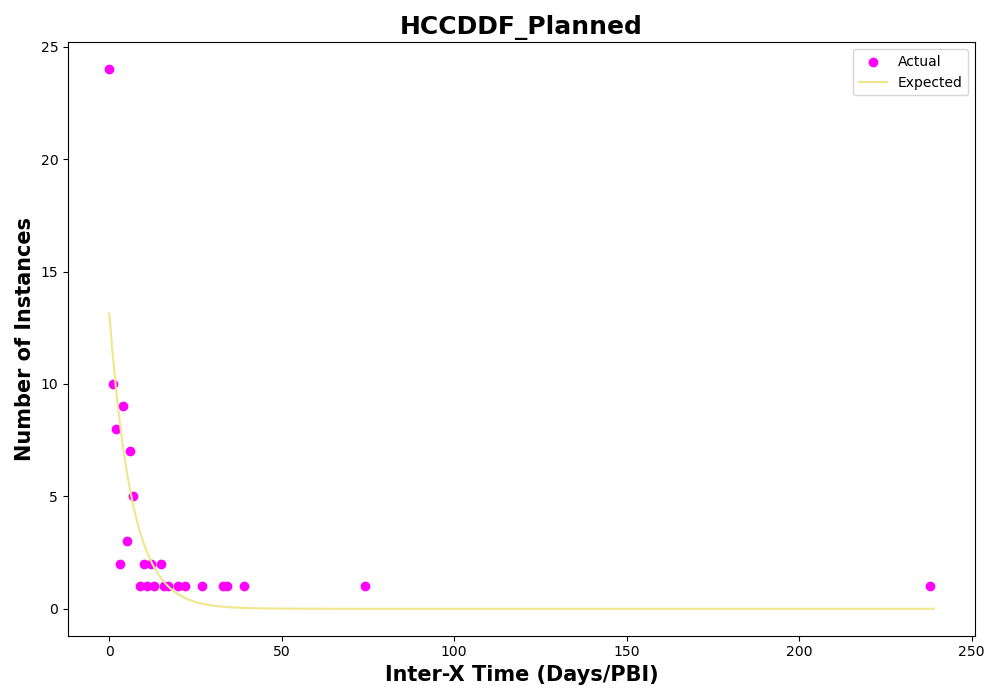 HCCDDF_Planned
Actual
Expected
Number of Instances
25
20
15
10
5
0
0
50
100
150
200
250
Inter-X Time (Days/PBI)